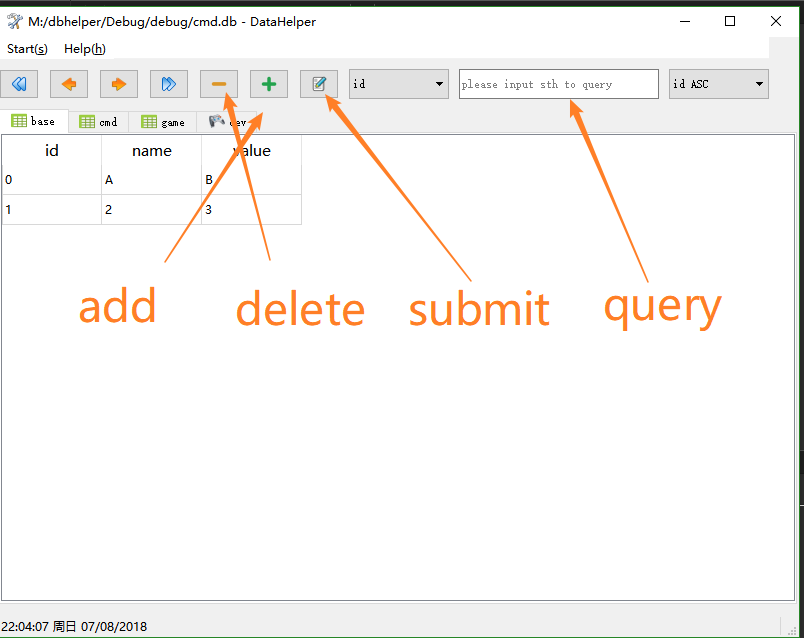 M:/dbhelper/Debug/debug/cmd.db - DataHelper
Start(s) Help(h)
id please input sth to query id ASC
base cmd game dev
id name value
0 A B
1 2 3
add delete submit query
22:04:07 周日 07/08/2018